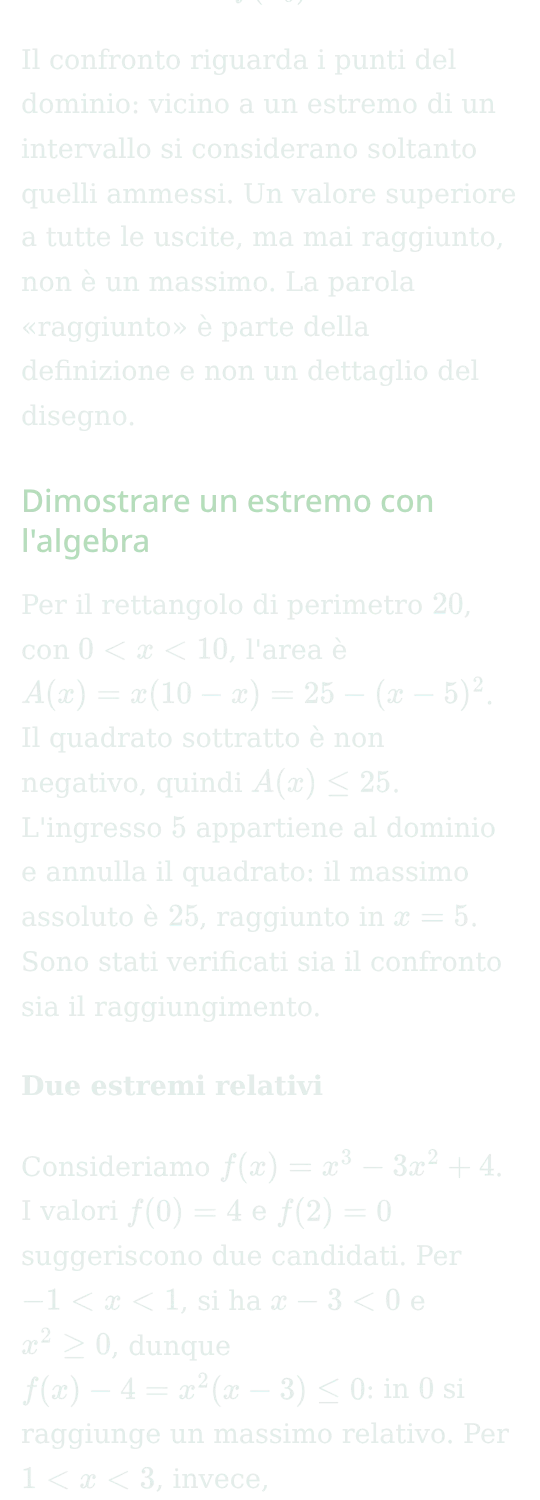 Il confronto riguarda i punti del
dominio: vicino a un estremo di un
intervallo si considerano soltanto
quelli ammessi. Un valore superiore
a tutte le uscite, ma mai raggiunto,
non è un massimo. La parola
«raggiunto» è parte della
definizione e non un dettaglio del
disegno.
Dimostrare un estremo con
l'algebra
Per il rettangolo di perimetro 20,
con 0 < x < 10, l'area è
A(x) = x(10 − x) = 25 − (x − 5)².
Il quadrato sottratto è non
negativo, quindi A(x) ≤ 25.
L'ingresso 5 appartiene al dominio
e annulla il quadrato: il massimo
assoluto è 25, raggiunto in x = 5.
Sono stati verificati sia il confronto
sia il raggiungimento.
Due estremi relativi
Consideriamo f(x) = x³ − 3x² + 4.
I valori f(0) = 4 e f(2) = 0
suggeriscono due candidati. Per
−1 < x < 1, si ha x − 3 < 0 e
x² ≥ 0, dunque
f(x) − 4 = x²(x − 3) ≤ 0: in 0 si
raggiunge un massimo relativo. Per
1 < x < 3, invece,